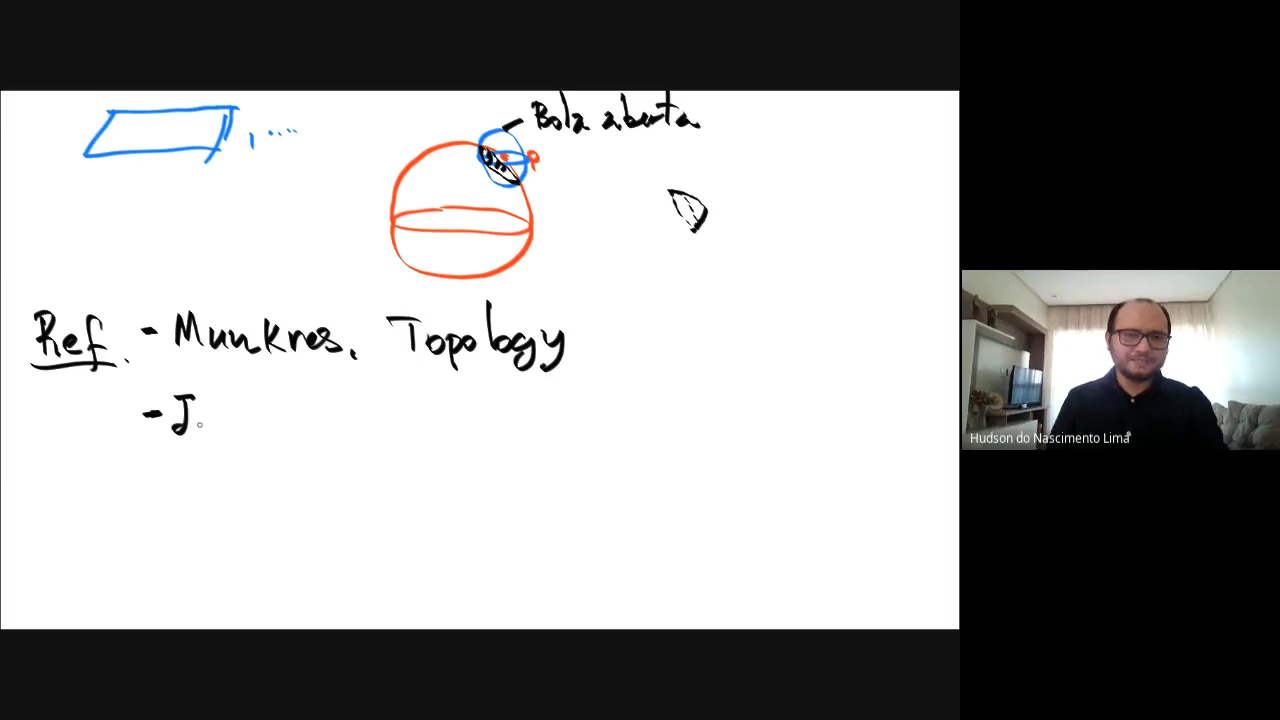 , ....
Bola aberta
P
Ref. - Munkres. Topology
- J.
Hudson do Nascimento Lima